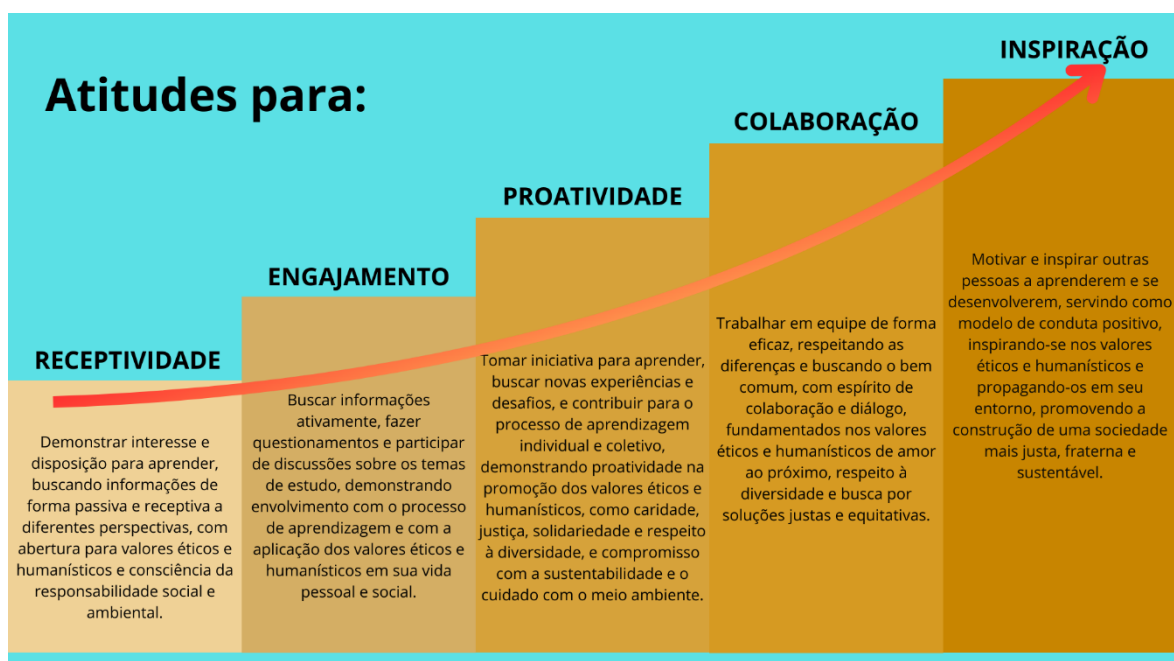 Atitudes para:
RECEPTIVIDADE
Demonstrar interesse e
disposição para aprender,
buscando informações de
forma passiva e receptiva a
diferentes perspectivas, com
abertura para valores éticos e
humanísticos e consciência da
responsabilidade social e
ambiental.
ENGAJAMENTO
Buscar informações
ativamente, fazer
questionamentos e participar
de discussões sobre os temas
de estudo, demonstrando
envolvimento com o processo
de aprendizagem e com a
aplicação dos valores éticos e
humanísticos em sua vida
pessoal e social.
PROATIVIDADE
Tomar iniciativa para aprender,
buscar novas experiências e
desafios, e contribuir para o
processo de aprendizagem
individual e coletivo,
demonstrando proatividade na
promoção dos valores éticos e
humanísticos, como caridade,
justiça, solidariedade e respeito
à diversidade, e compromisso
com a sustentabilidade e o
cuidado com o meio ambiente.
COLABORAÇÃO
Trabalhar em equipe de forma
eficaz, respeitando as
diferenças e buscando o bem
comum, com espírito de
colaboração e diálogo,
fundamentados nos valores
éticos e humanísticos de amor
ao próximo, respeito à
diversidade e busca por
soluções justas e equitativas.
INSPIRAÇÃO
Motivar e inspirar outras
pessoas a aprenderem e se
desenvolverem, servindo como
modelo de conduta positivo,
inspirando-se nos valores
éticos e humanísticos e
propagando-os em seu
entorno, promovendo a
construção de uma sociedade
mais justa, fraterna e
sustentável.